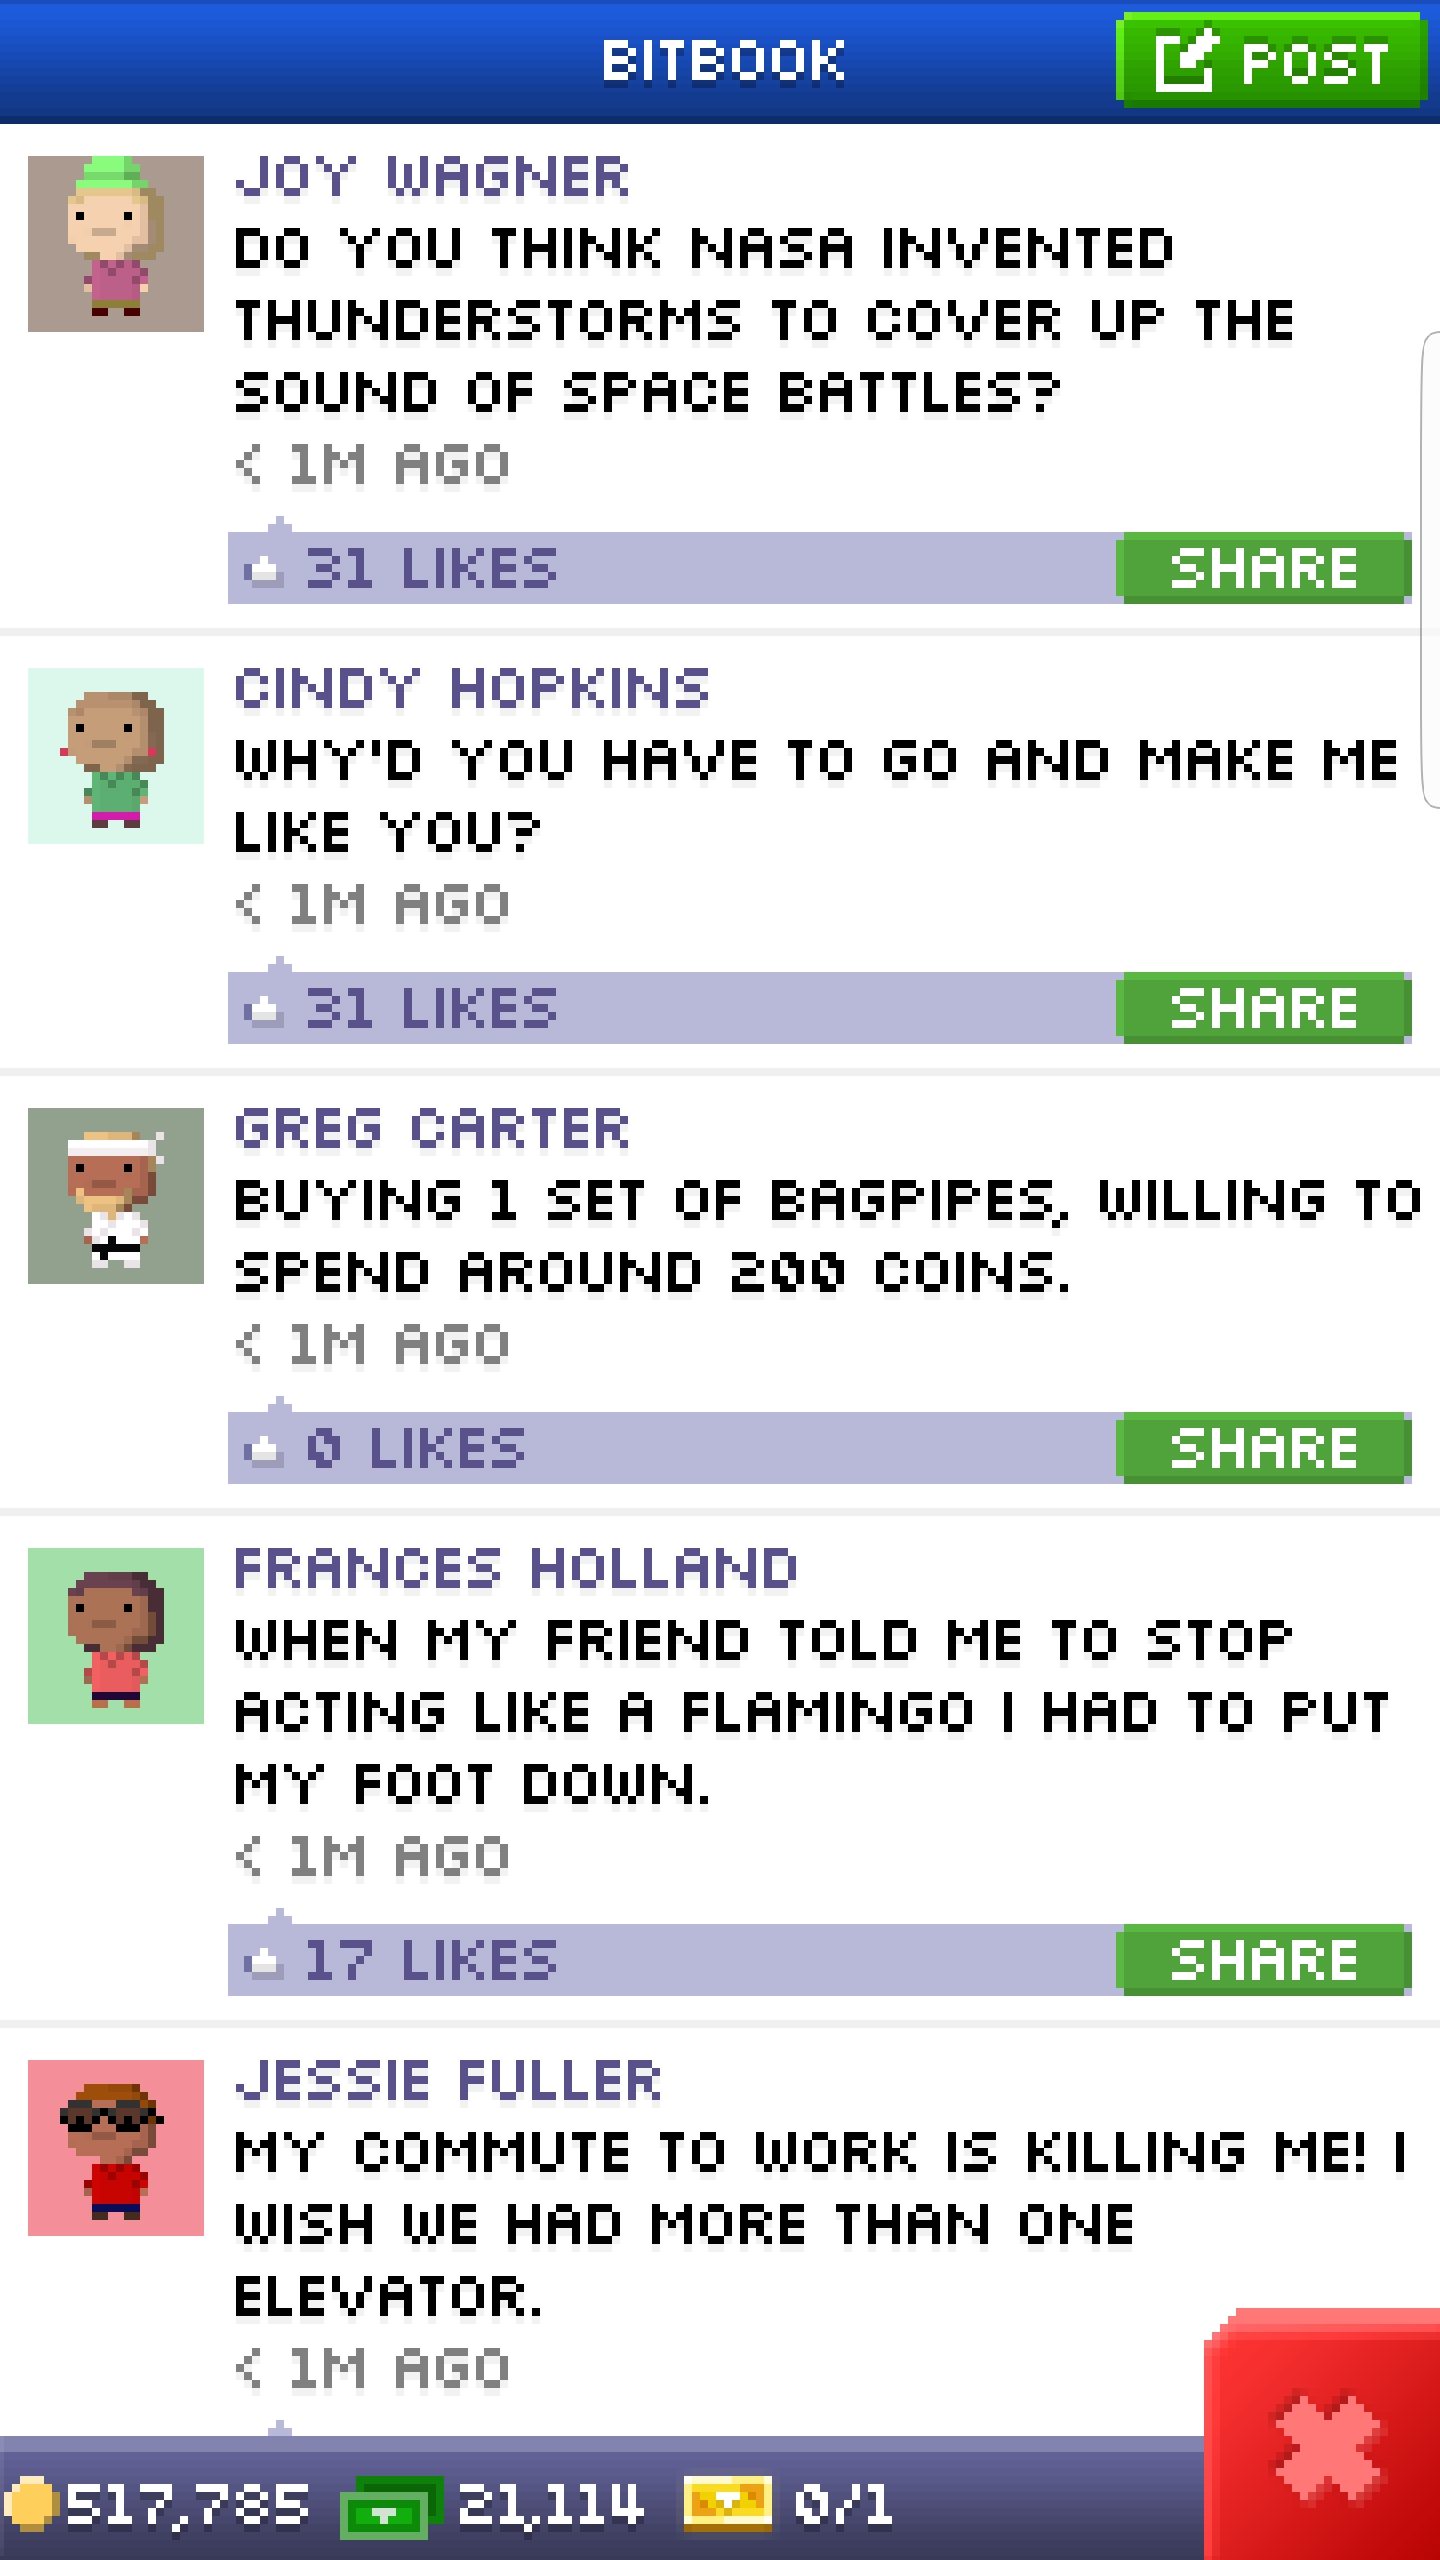 BITBOOK
POST
JOY WAGNER
DO YOU THINK NASA INVENTED
THUNDERSTORMS TO COVER UP THE
SOUND OF SPACE BATTLES?
< 1M AGO
31 LIKES
SHARE
CINDY HOPKINS
WHY'D YOU HAVE TO GO AND MAKE ME
LIKE YOU?
< 1M AGO
31 LIKES
SHARE
GREG CARTER
BUYING 1 SET OF BAGPIPES, WILLING TO
SPEND AROUND 200 COINS.
< 1M AGO
0 LIKES
SHARE
FRANCES HOLLAND
WHEN MY FRIEND TOLD ME TO STOP
ACTING LIKE A FLAMINGO I HAD TO PUT
MY FOOT DOWN.
< 1M AGO
17 LIKES
SHARE
JESSIE FULLER
MY COMMUTE TO WORK IS KILLING ME! I
WISH WE HAD MORE THAN ONE
ELEVATOR.
< 1M AGO
517,785 21,114 0/1